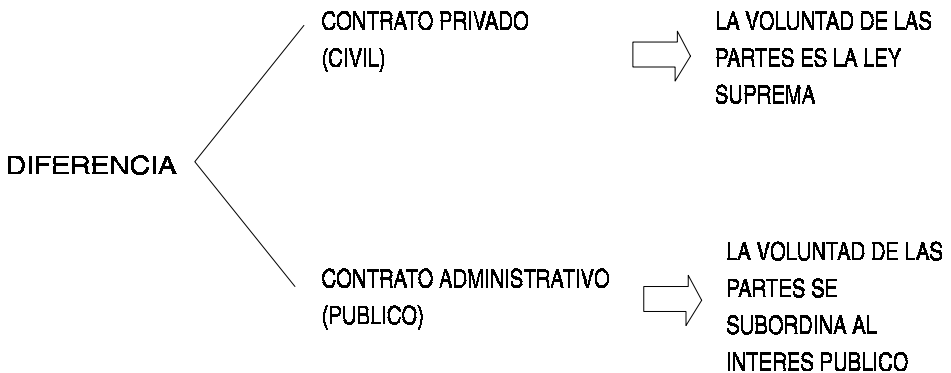 DIFERENCIA
CONTRATO PRIVADO
(CIVIL)
LA VOLUNTAD DE LAS
PARTES ES LA LEY
SUPREMA
CONTRATO ADMINISTRATIVO
(PUBLICO)
LA VOLUNTAD DE LAS
PARTES SE
SUBORDINA AL
INTERES PUBLICO